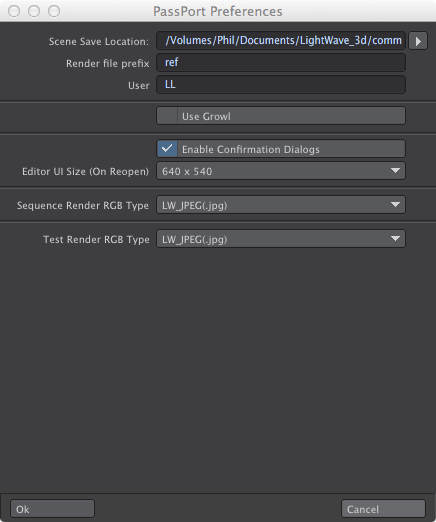 PassPort Preferences
Scene Save Location: /Volumes/Phil/Documents/LightWave_3d/comm
Render file prefix ref
User LL
Use Growl
Enable Confirmation Dialogs
Editor UI Size (On Reopen) 640 x 540
Sequence Render RGB Type LW_JPEG(.jpg)
Test Render RGB Type LW_JPEG(.jpg)
Ok Cancel